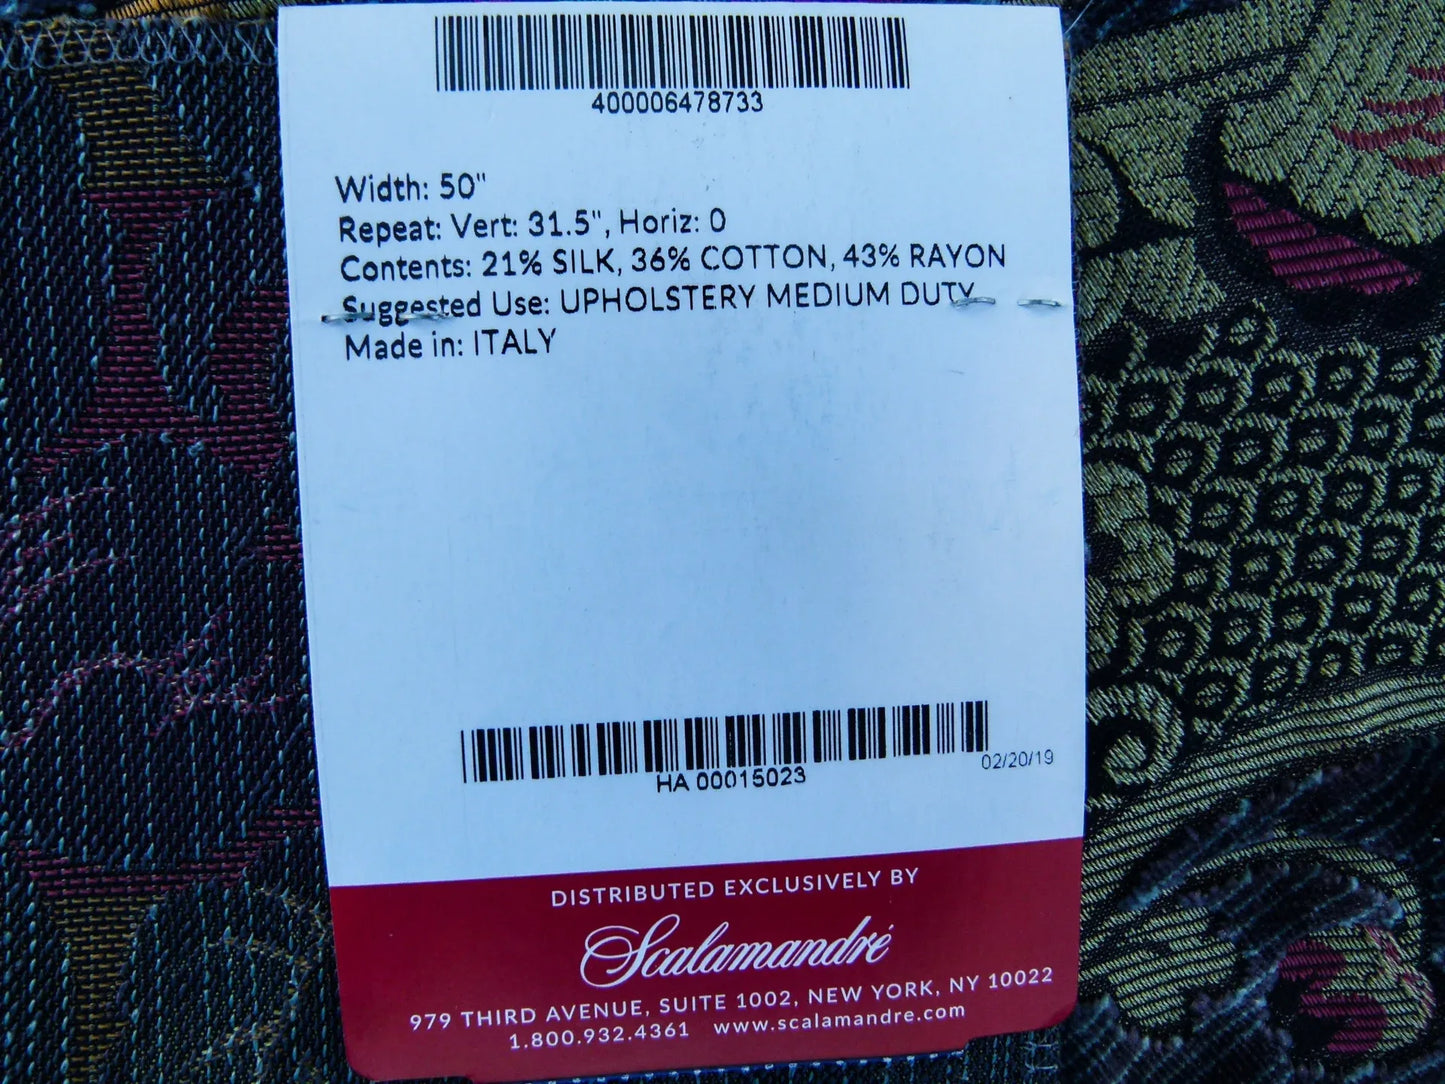 400006478733
Width: 50"
Repeat: Vert: 31.5", Horiz: 0
Contents: 21% SILK, 36% COTTON, 43% RAYON
Suggested Use: UPHOLSTERY MEDIUM DUTY
Made in: ITALY
HA 00015023
02/20/19
DISTRIBUTED EXCLUSIVELY BY
Scalamandré
979 THIRD AVENUE, SUITE 1002, NEW YORK, NY 10022
1.800.932.4361 www.scalamandre.com